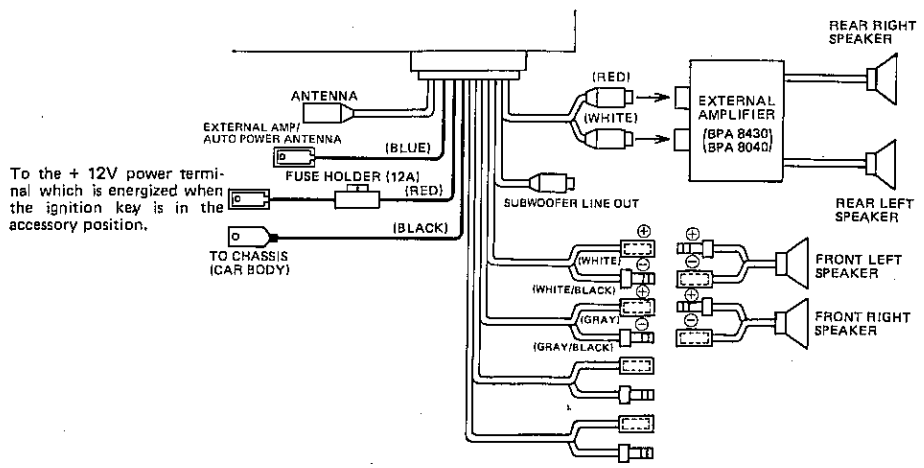 REAR RIGHT
SPEAKER
(RED)
ANTENNA
EXTERNAL
AMPLIFIER
(BPA 8430)
(BPA 8040)
(WHITE)
EXTERNAL AMP/
AUTO POWER ANTENNA
(BLUE)
To the + 12V power termi-
nal which is energized when
the ignition key is in the
accessory position.
FUSE HOLDER (12A)
(RED)
SUBWOOFER LINE OUT
REAR LEFT
SPEAKER
(BLACK)
TO CHASSIS
(CAR BODY)
⊕
(WHITE)
⊖
(WHITE/BLACK)
⊕
⊖
FRONT LEFT
SPEAKER
⊕
(GRAY)
⊖
(GRAY/BLACK)
⊕
⊖
FRONT RIGHT
SPEAKER